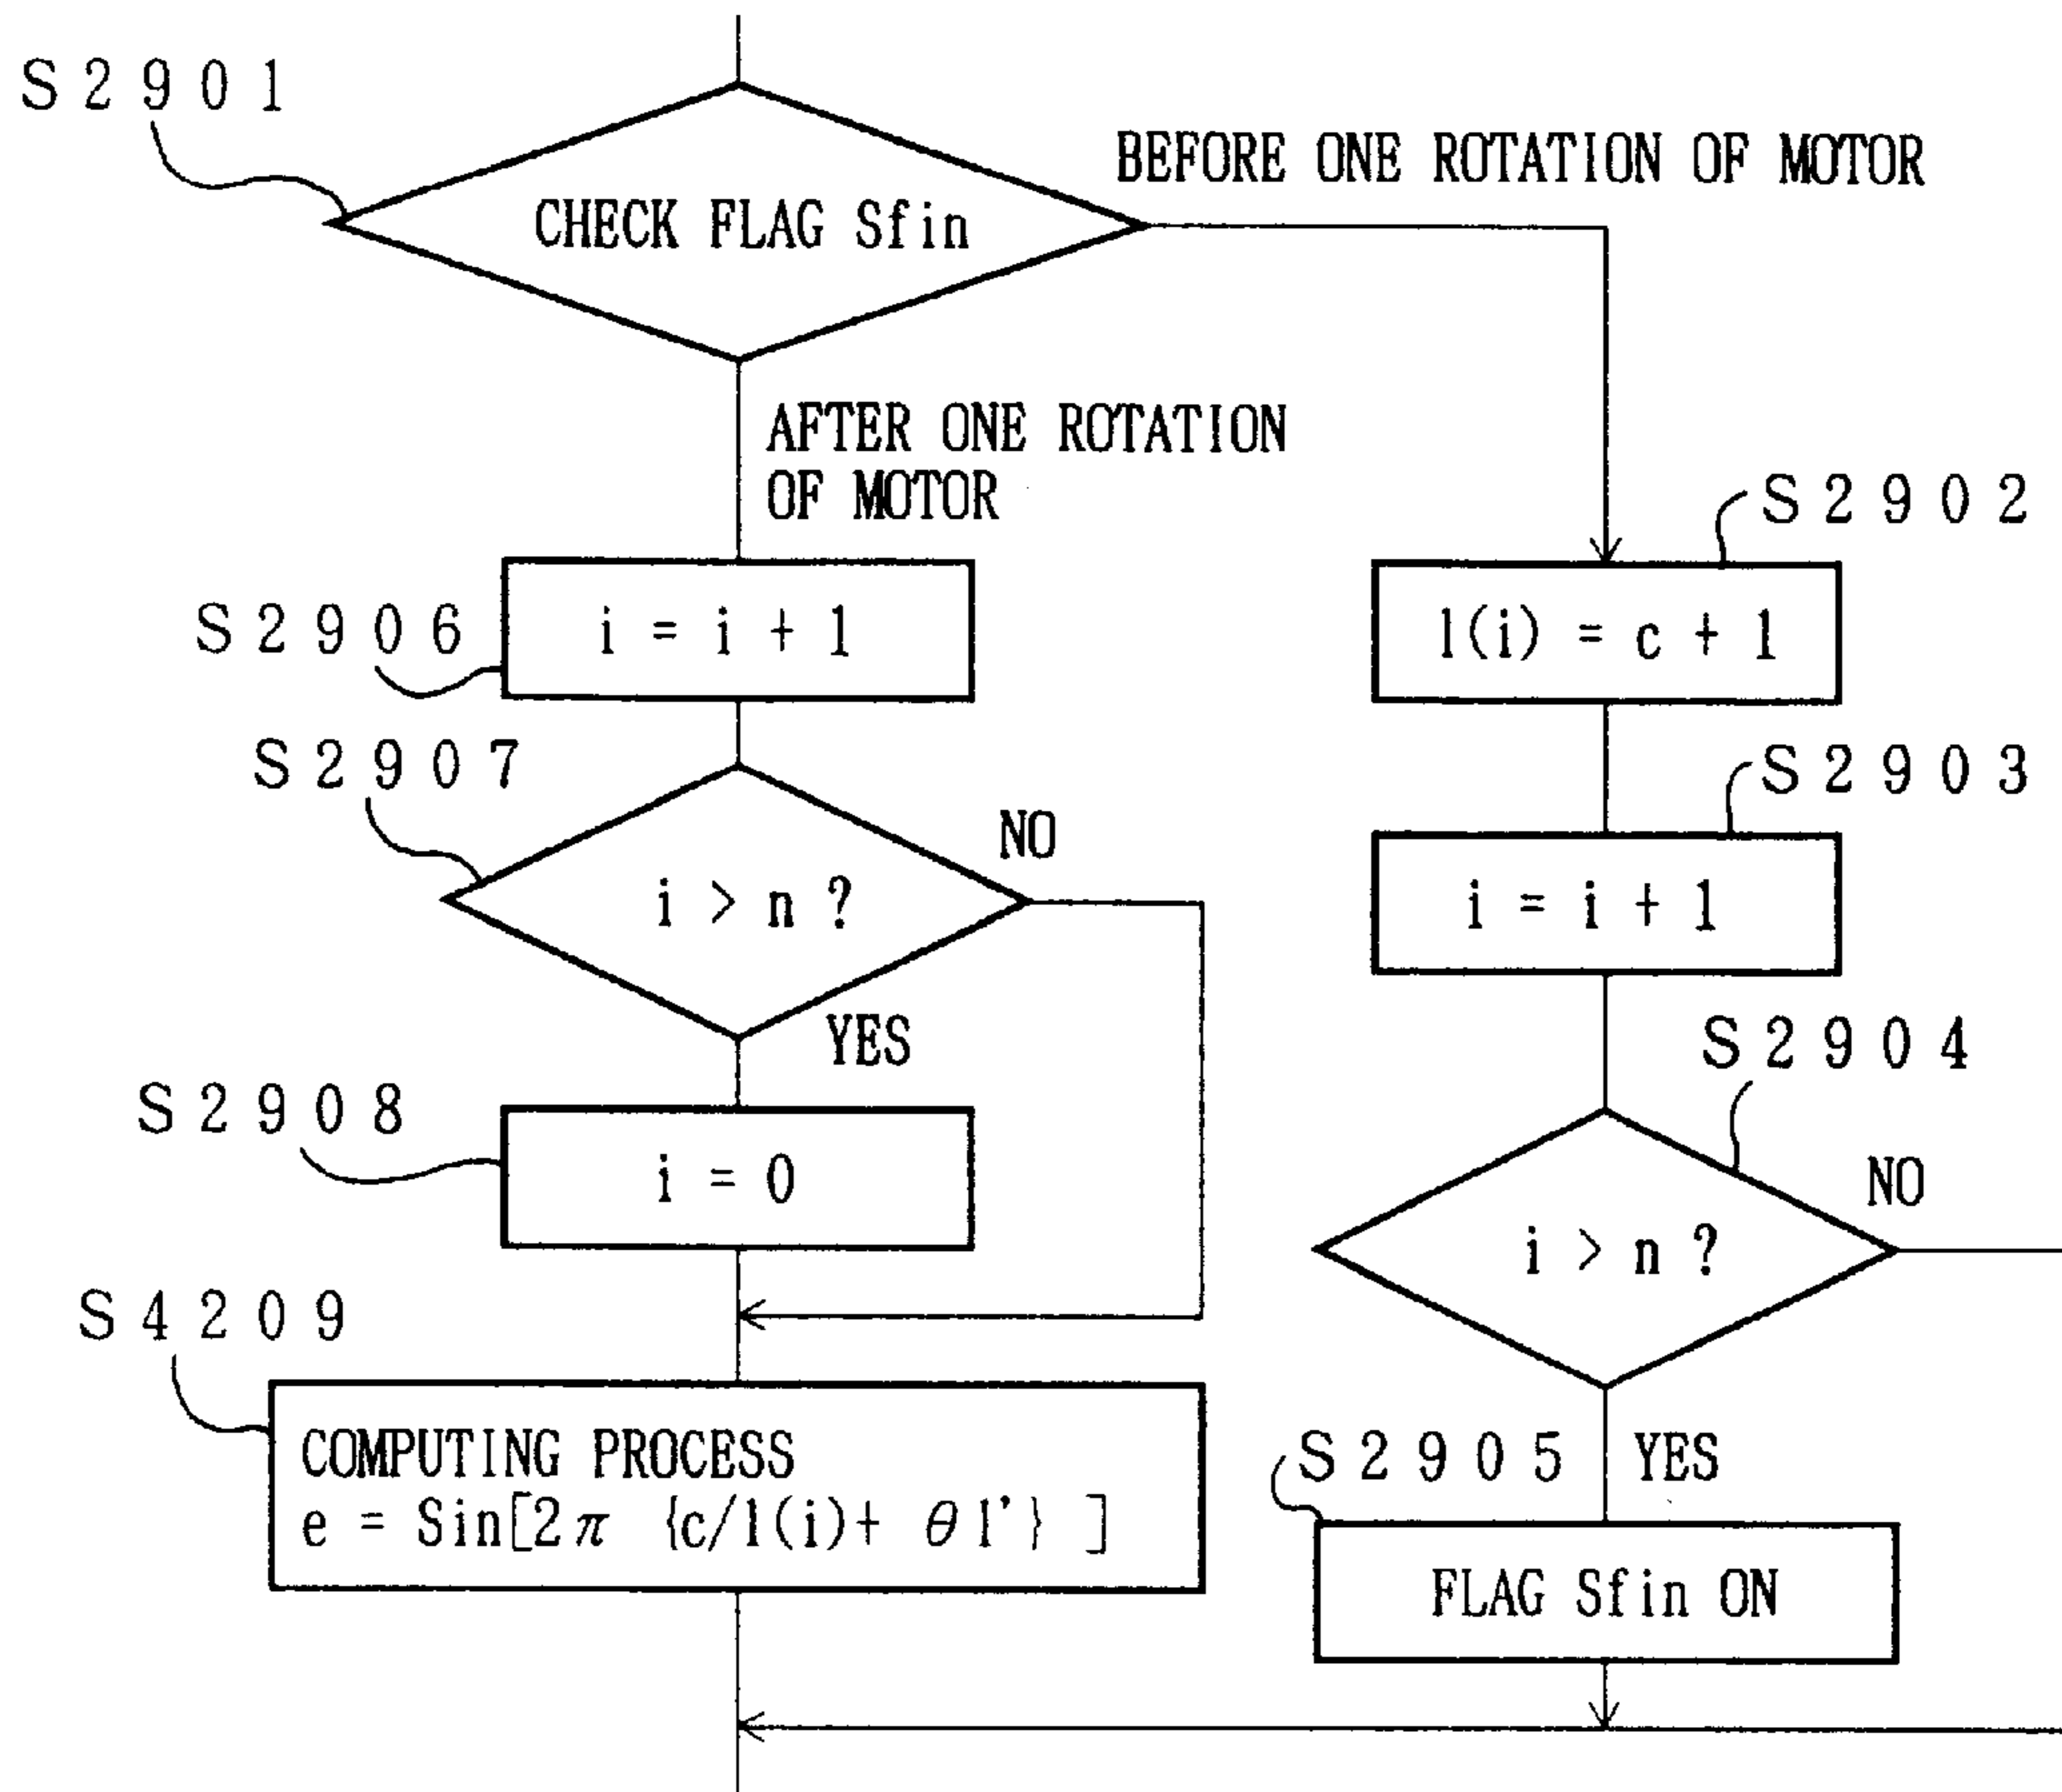 S2901
CHECK FLAG Sfin
BEFORE ONE ROTATION OF MOTOR
AFTER ONE ROTATION
OF MOTOR
S2906
i = i + 1
S2902
l(i) = c + 1
S2907
i > n ?
NO
YES
S2903
i = i + 1
S2908
i = 0
S2904
i > n ?
NO
YES
S4209
COMPUTING PROCESS
e = Sin[2π {c/l(i)+ θl'} ]
S2905
FLAG Sfin ON